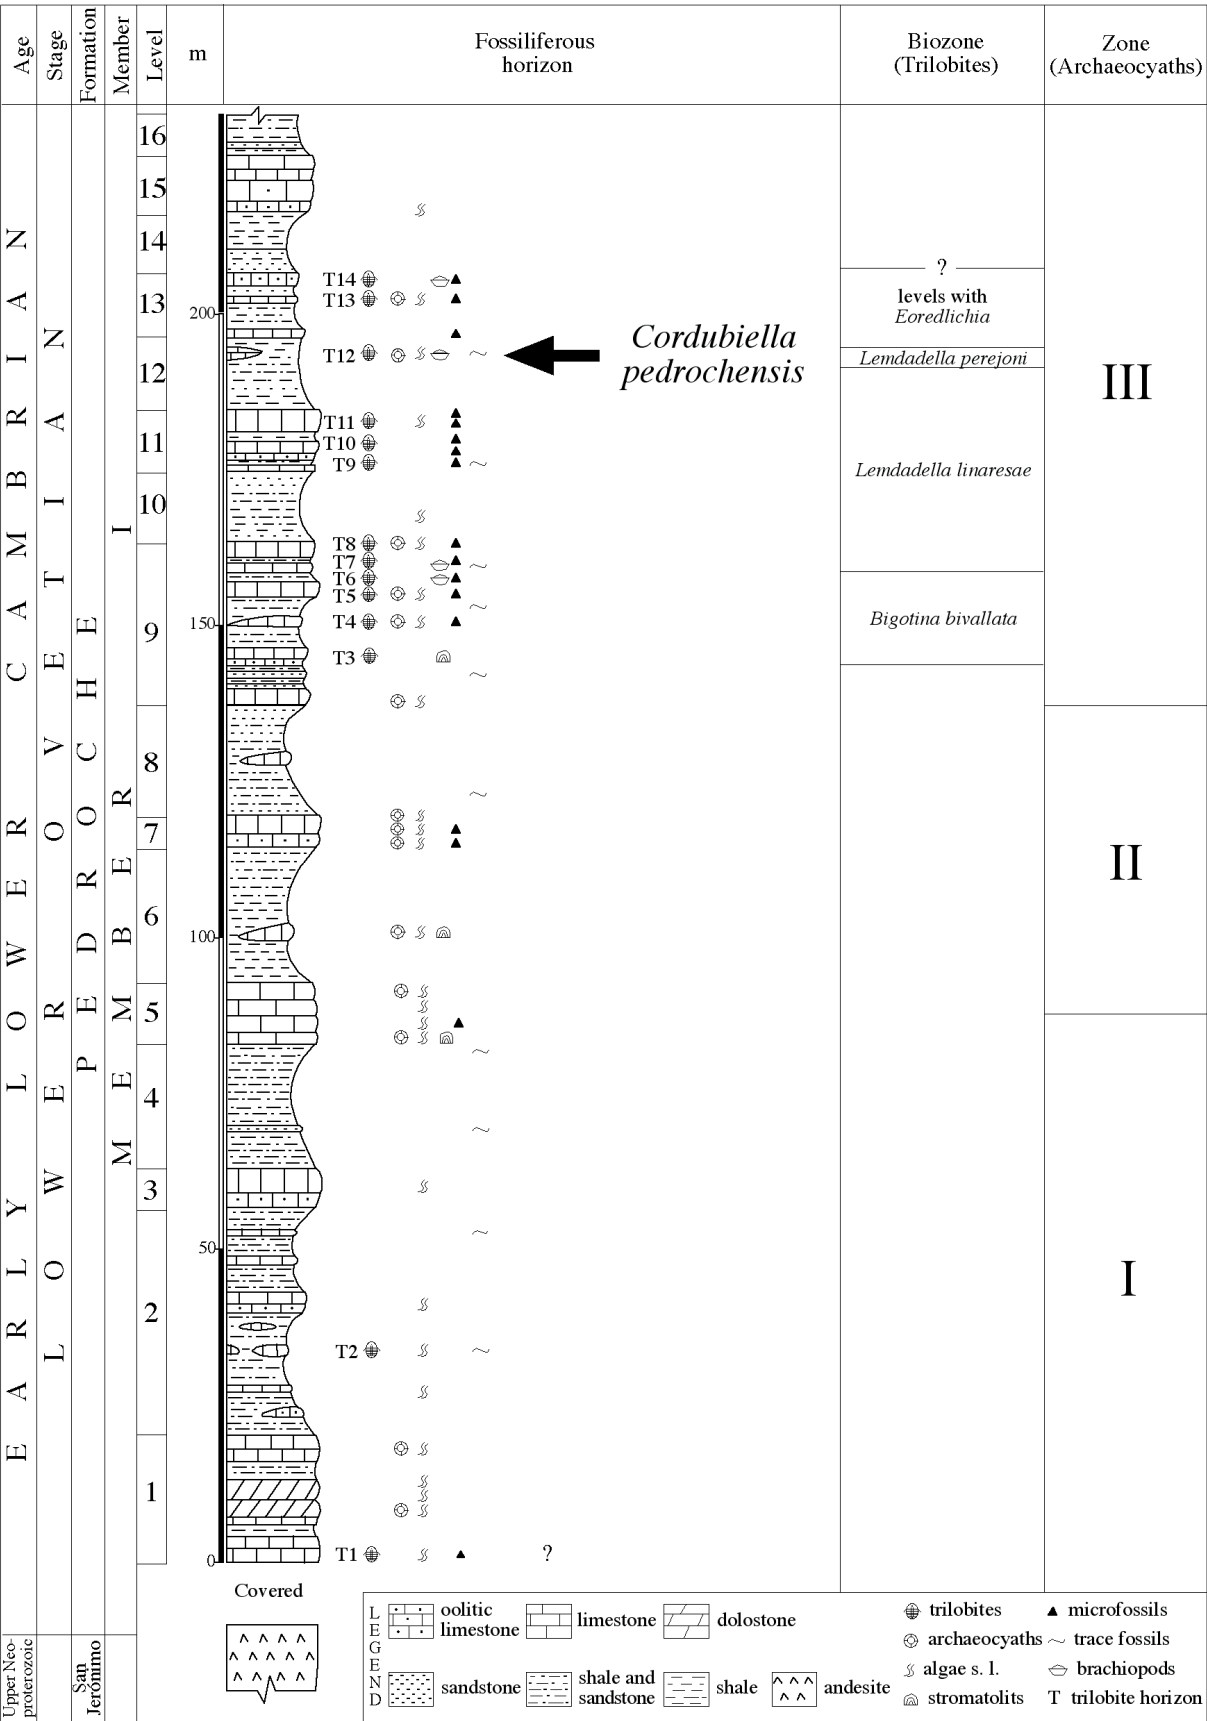 Age
Stage
Formation
Member
Level
m
Fossiliferous
horizon
Biozone
(Trilobites)
Zone
(Archaeocyaths)
EARLY LOWER CAMBRIAN
LOWER OVETIAN
PEDROCHE
MEMBER I
16
15
14
13
12
11
10
9
8
7
6
5
4
3
2
1
200
150
100
50
0
T14
T13
T12
T11
T10
T9
T8
T7
T6
T5
T4
T3
T2
T1
?
Cordubiella
pedrochensis
?
levels with
Eoredlichia
Lemdadella perejoni
Lemdadella linaresae
Bigotina bivallata
III
II
I
Covered
Upper Neo-
proterozoic
San
Jerónimo
LEGEND
oolitic
limestone
limestone
dolostone
sandstone
shale and
sandstone
shale
andesite
trilobites
microfossils
archaeocyaths
trace fossils
algae s. l.
brachiopods
stromatolits
T trilobite horizon